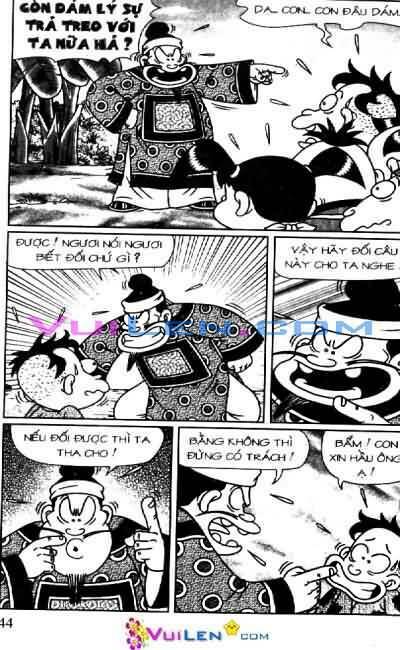 CÒN DÁM LÝ SỰ
TRẢ TREO VỚI
TA NỮA HẢ ?
DẠ.. CON.. CON ĐÂU DÁM..
ĐƯỢC ! NGƯƠI NÓI NGƯƠI
BIẾT ĐỐI CHỨ GÌ ?
VẬY HÃY ĐỐI CÂU
NÀY CHO TA NGHE
VuiLen.com
NẾU ĐỐI ĐƯỢC THÌ TA
THA CHO !
BẰNG KHÔNG THÌ
ĐỪNG CÓ TRÁCH !
BẨM ! CON
XIN HẦU ÔNG
Ạ !
44
VuiLen.com